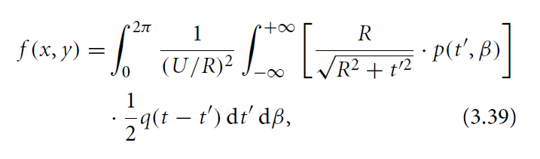 f(x, y) = ∫₀^{2π} 1/(U/R)² ∫_{−∞}^{+∞} [ R/√(R² + t′²) · p(t′, β) ]
· 1/2 q(t − t′) dt′ dβ, (3.39)